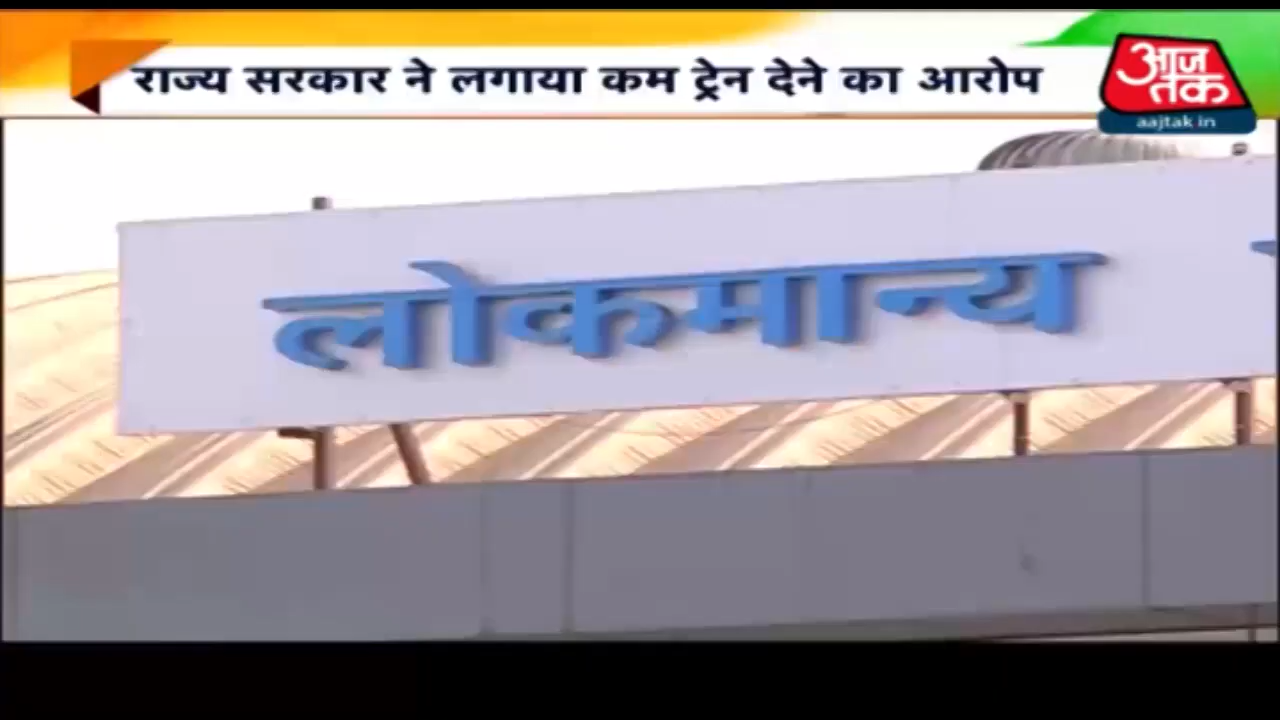 राज्य सरकार ने लगाया कम ट्रेन देने का आरोप
आज
तक
aajtak.in
लोकमान्य